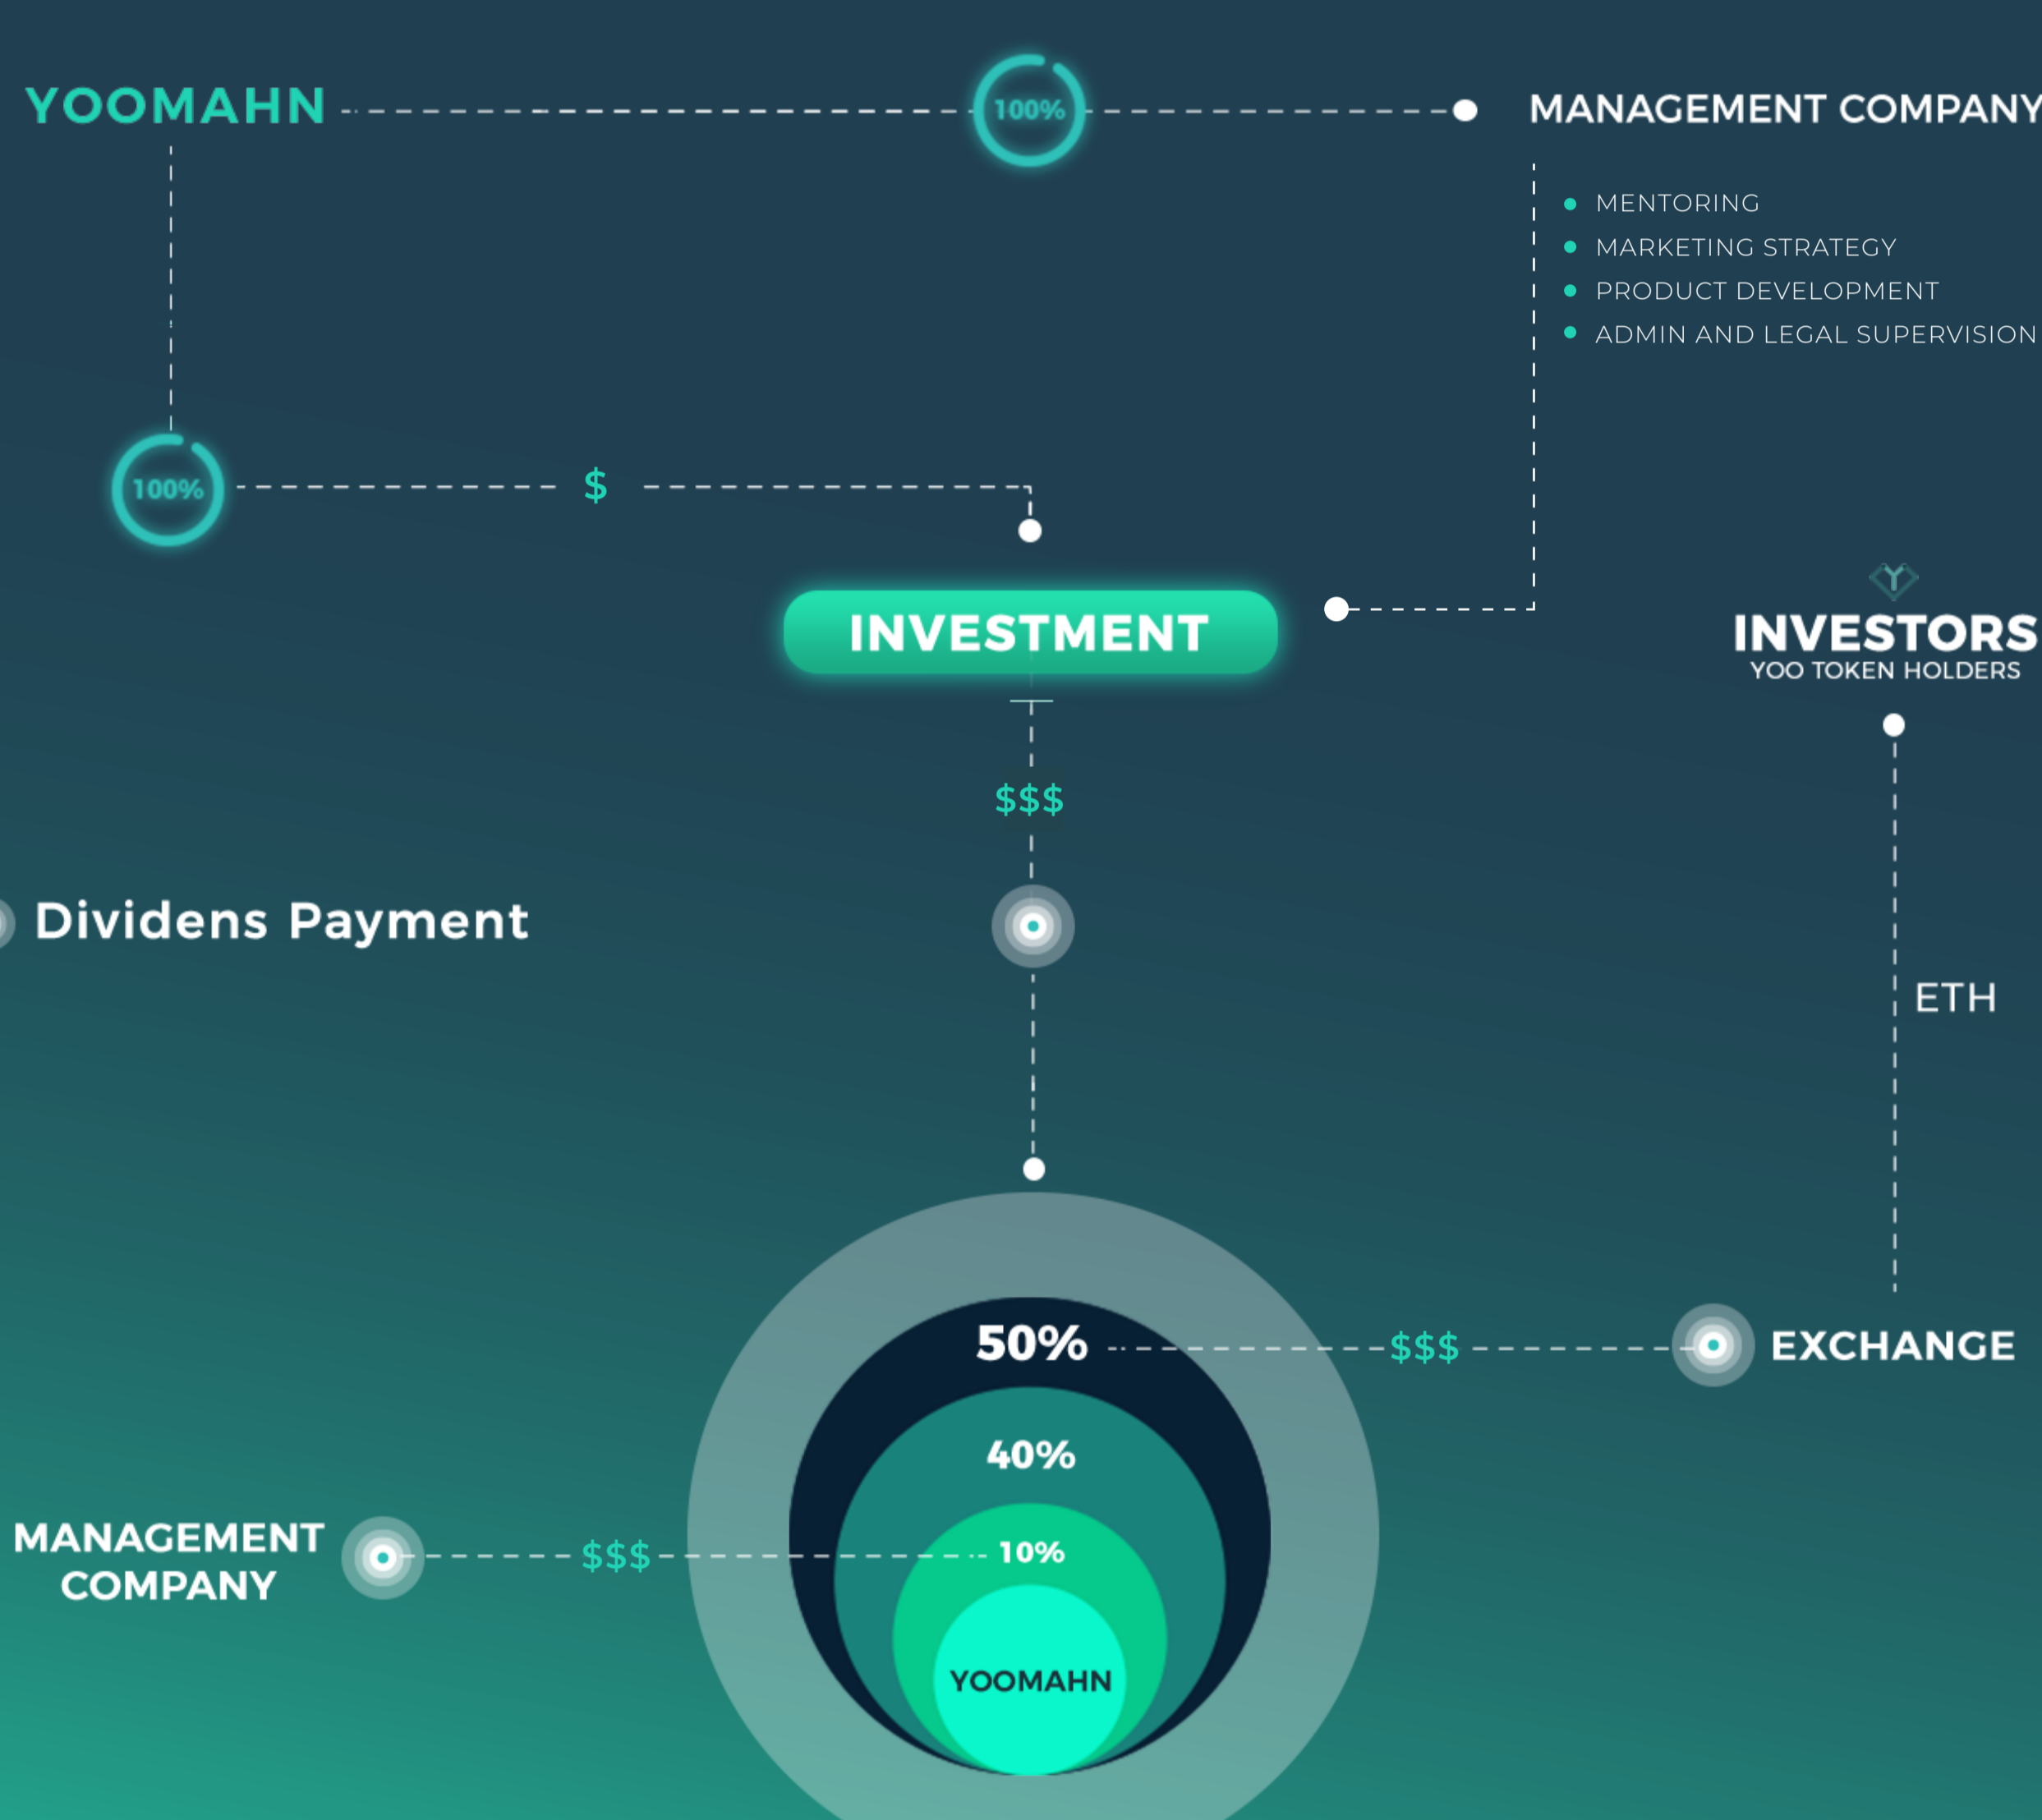 YOOMAHN
100%
MANAGEMENT COMPANY
MENTORING
MARKETING STRATEGY
PRODUCT DEVELOPMENT
ADMIN AND LEGAL SUPERVISION
100%
$
INVESTMENT
INVESTORS
YOO TOKEN HOLDERS
$$$
Dividens Payment
ETH
50%
$$$
EXCHANGE
40%
MANAGEMENT
COMPANY
$$$
10%
YOOMAHN